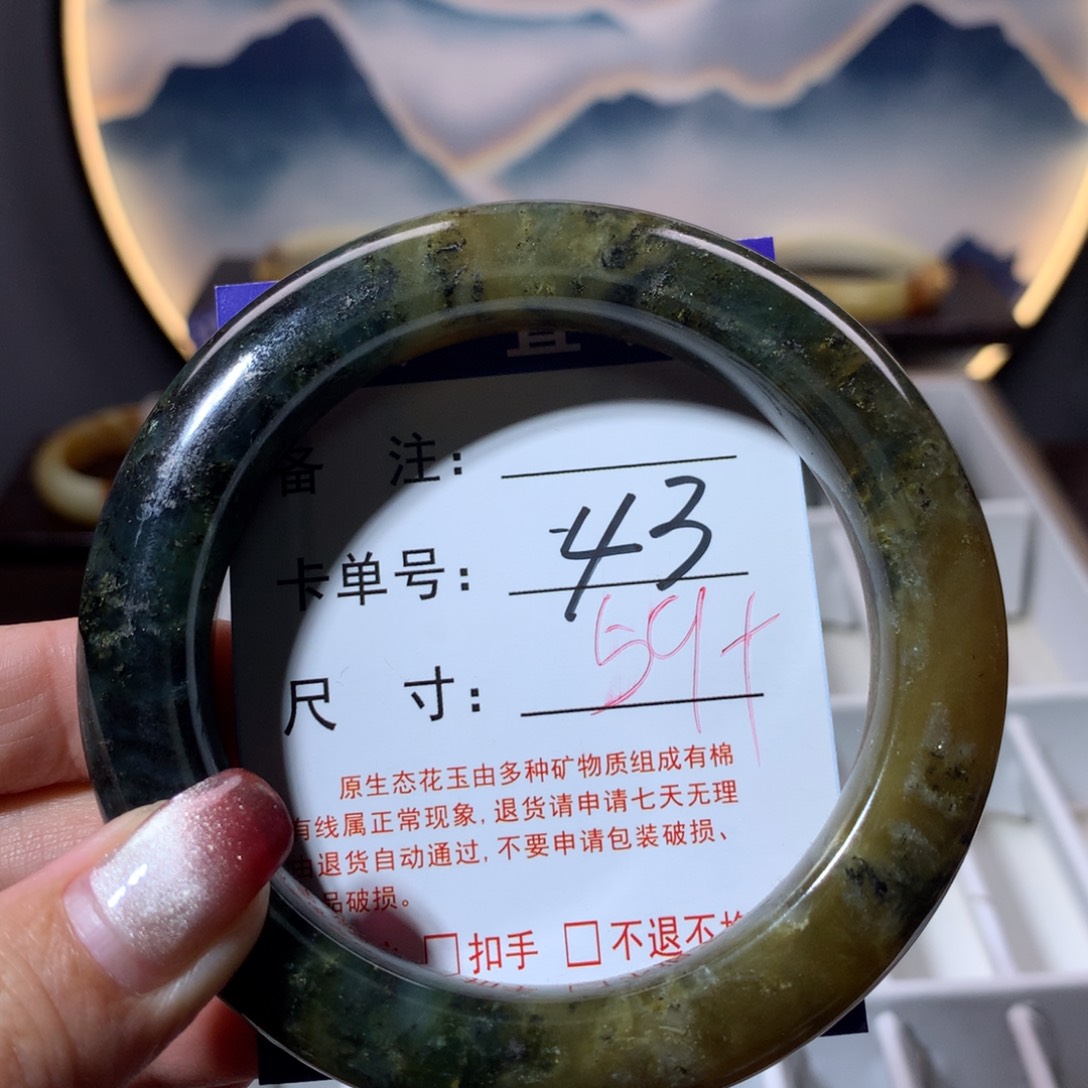 宜
备 注：
卡单号： 43
尺 寸： 59+
原生态花玉由多种矿物质组成有棉
有线属正常现象, 退货请申请七天无理
由退货自动通过, 不要申请包装破损、
品破损。
□扣手 □不退不换